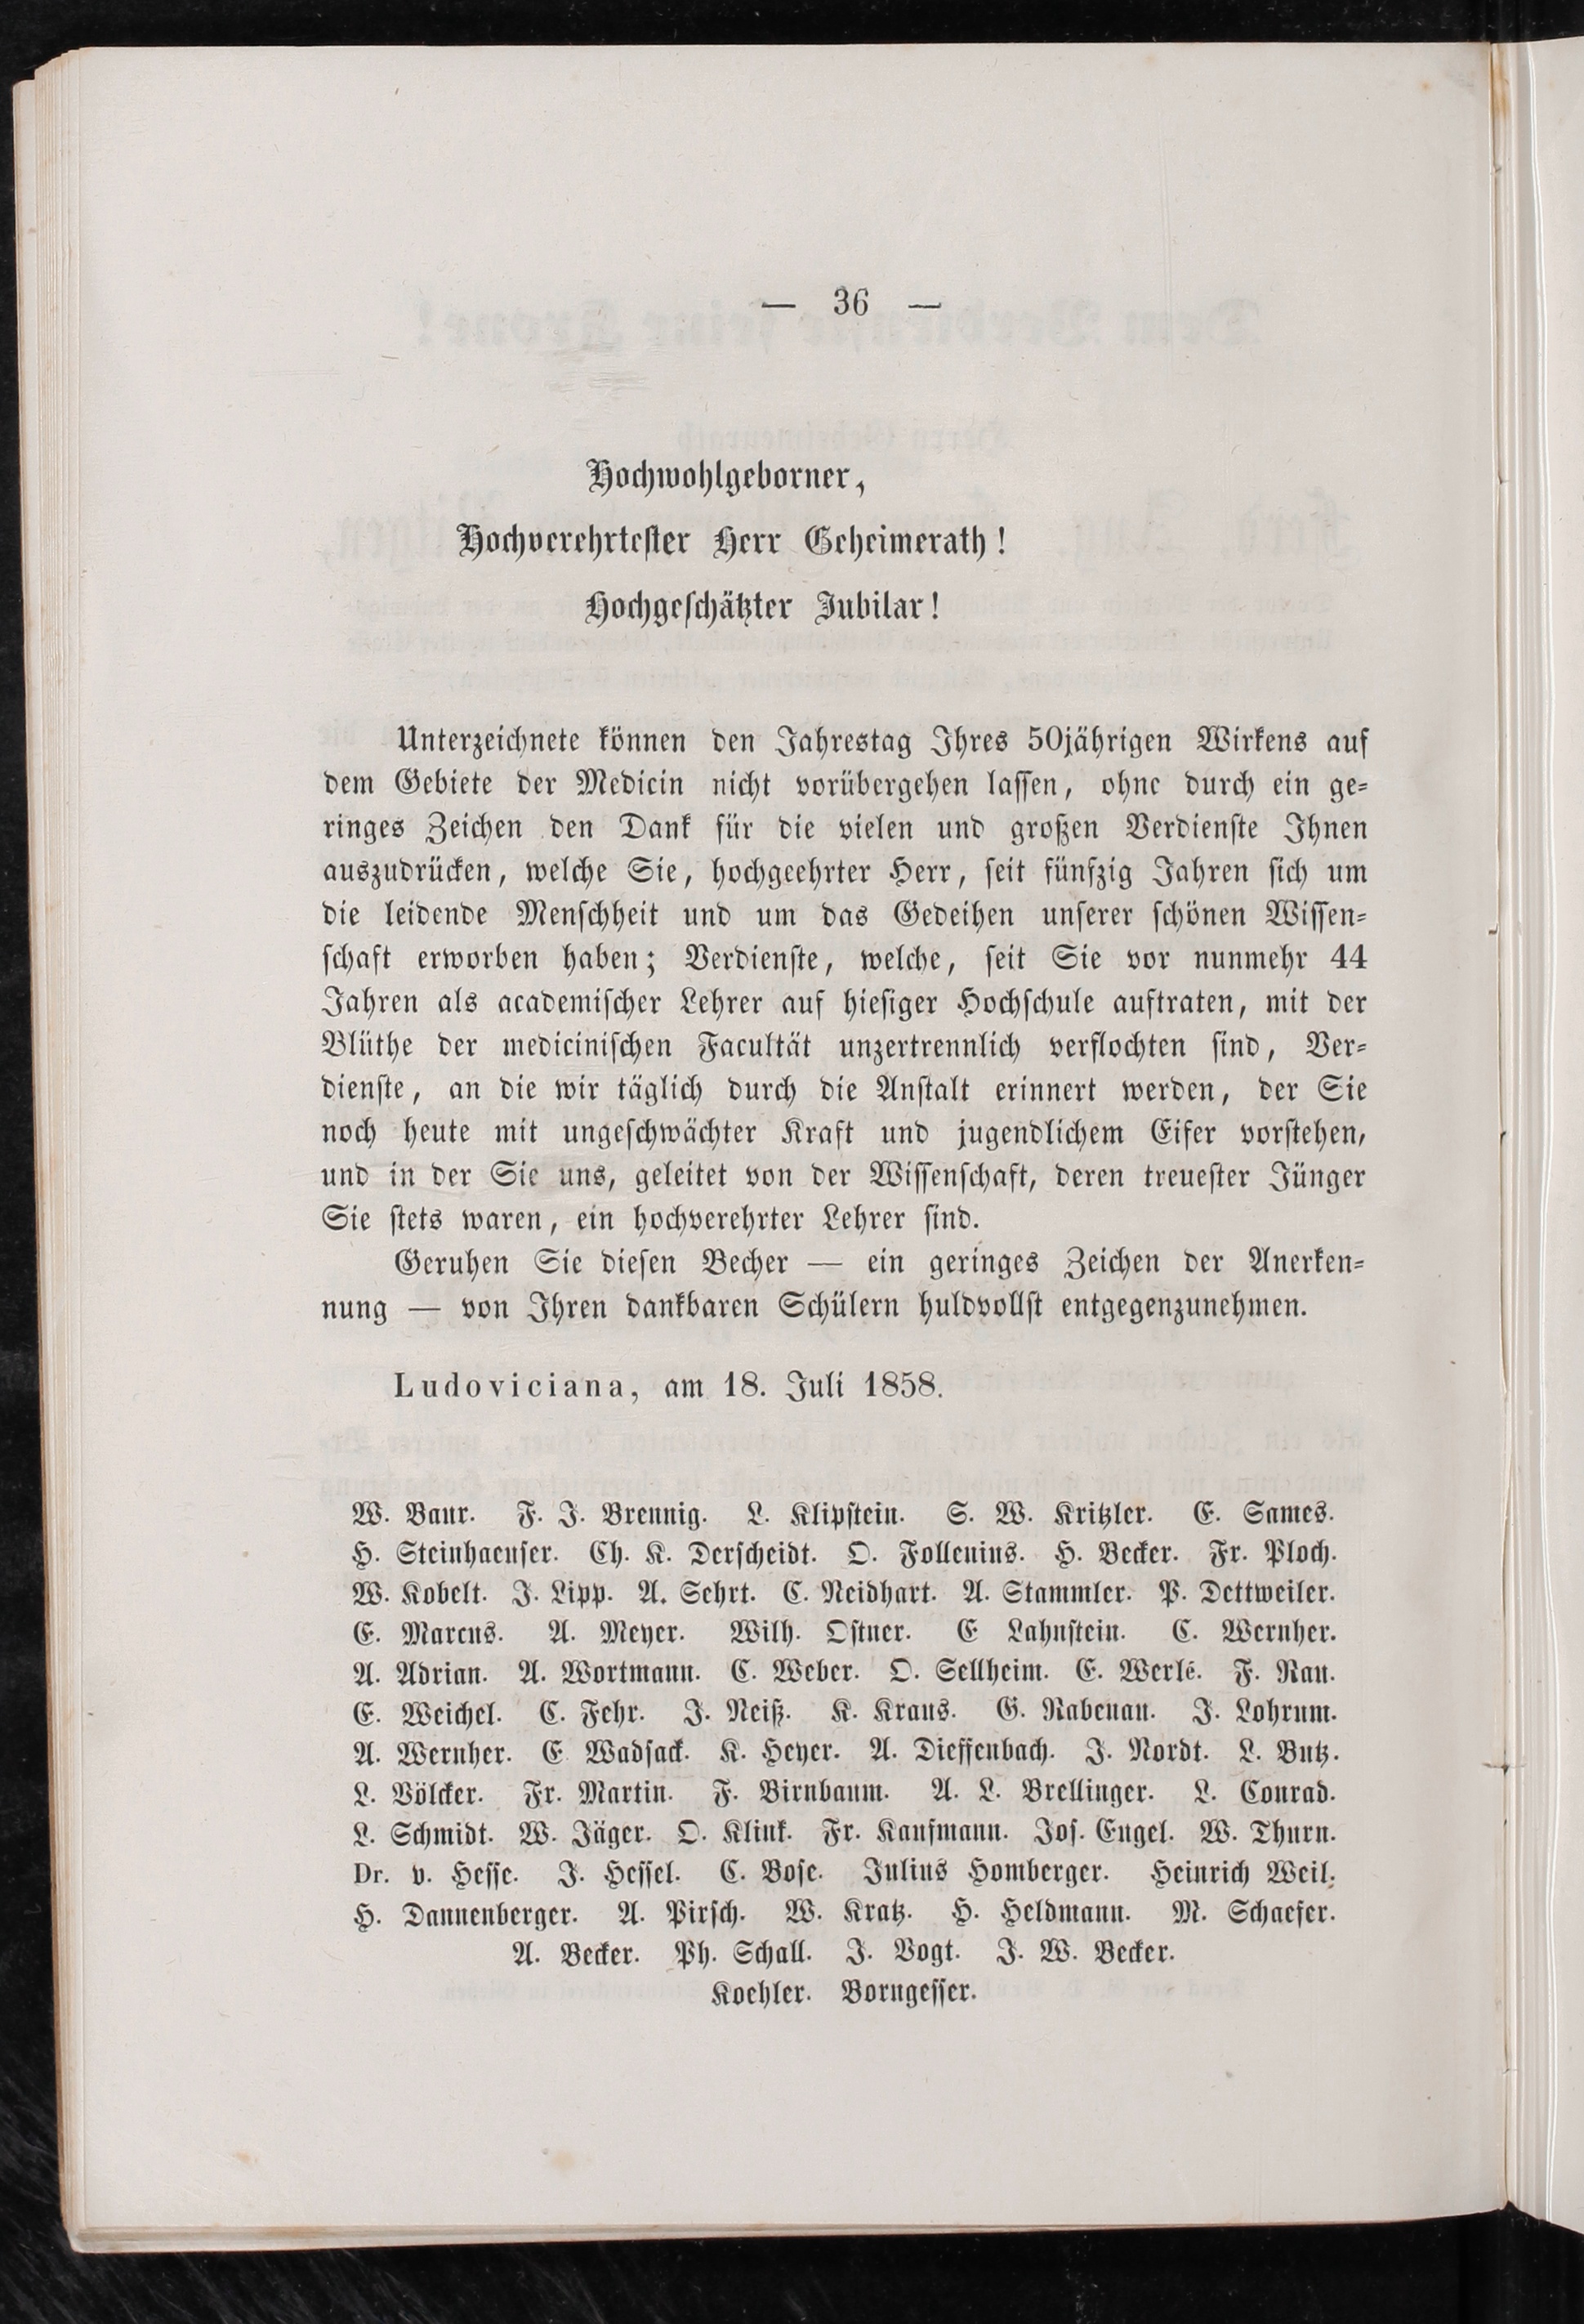 — 36 —
Hochwohlgeborner,
Hochverehrtester Herr Geheimerath!
Hochgeschätzter Jubilar!
Unterzeichnete können den Jahrestag Ihres 50jährigen Wirkens auf
dem Gebiete der Medicin nicht vorübergehen lassen, ohne durch ein ge-
ringes Zeichen den Dank für die vielen und großen Verdienste Ihnen
auszudrücken, welche Sie, hochgeehrter Herr, seit fünfzig Jahren sich um
die leidende Menschheit und um das Gedeihen unserer schönen Wissen-
schaft erworben haben; Verdienste, welche, seit Sie vor nunmehr 44
Jahren als academischer Lehrer auf hiesiger Hochschule auftraten, mit der
Blüthe der medicinischen Facultät unzertrennlich verflochten sind, Ver-
dienste, an die wir täglich durch die Anstalt erinnert werden, der Sie
noch heute mit ungeschwächter Kraft und jugendlichem Eifer vorstehen,
und in der Sie uns, geleitet von der Wissenschaft, deren treuester Jünger
Sie stets waren, ein hochverehrter Lehrer sind.
Geruhen Sie diesen Becher — ein geringes Zeichen der Anerken-
nung — von Ihren dankbaren Schülern huldvollst entgegenzunehmen.
Ludoviciana, am 18. Juli 1858.
W. Baur. F. J. Brennig. L. Klipstein. S. W. Kritzler. E. Sames.
H. Steinhaeuser. Ch. K. Derscheidt. O. Follenius. H. Becker. Fr. Ploch.
W. Kobelt. J. Lipp. A. Sehrt. C. Neidhart. A. Stammler. P. Dettweiler.
E. Marcus. A. Meyer. Wilh. Ostner. E Lahnstein. C. Wernher.
A. Adrian. A. Wortmann. C. Weber. O. Sellheim. E. Werlé. F. Rau.
E. Weichel. C. Fehr. J. Reiß. K. Kraus. G. Rabenau. J. Lohrum.
A. Wernher. E Wadsack. K. Heyer. A. Dieffenbach. J. Nordt. L. Butz.
L. Völcker. Fr. Martin. F. Birnbaum. A. L. Brellinger. L. Conrad.
L. Schmidt. W. Jäger. O. Klink. Fr. Kaufmann. Jos. Engel. W. Thurn.
Dr. v. Hesse. J. Hessel. C. Bose. Julius Homberger. Heinrich Weil.
H. Dannenberger. A. Pirsch. W. Kratz. H. Heldmann. M. Schaefer.
A. Becker. Ph. Schall. J. Vogt. J. W. Becker.
Koehler. Borngesser.